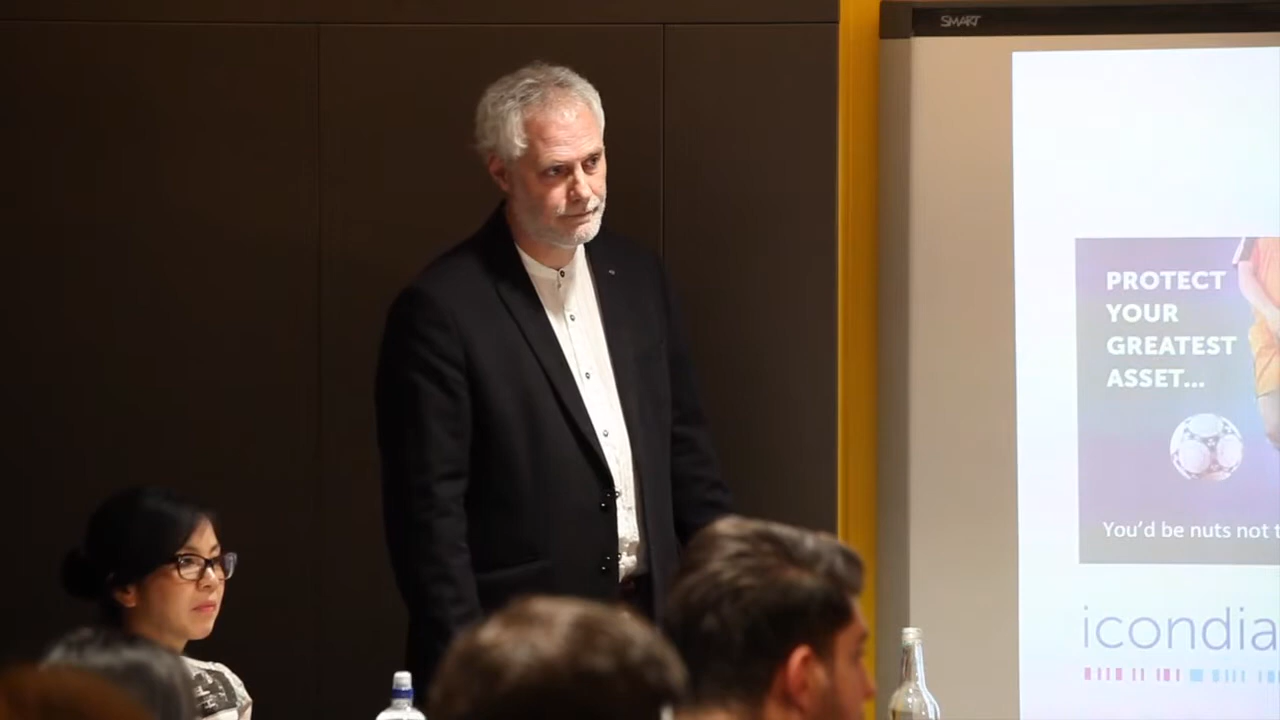 SMART
PROTECT
YOUR
GREATEST
ASSET...
You'd be nuts not t
icondia